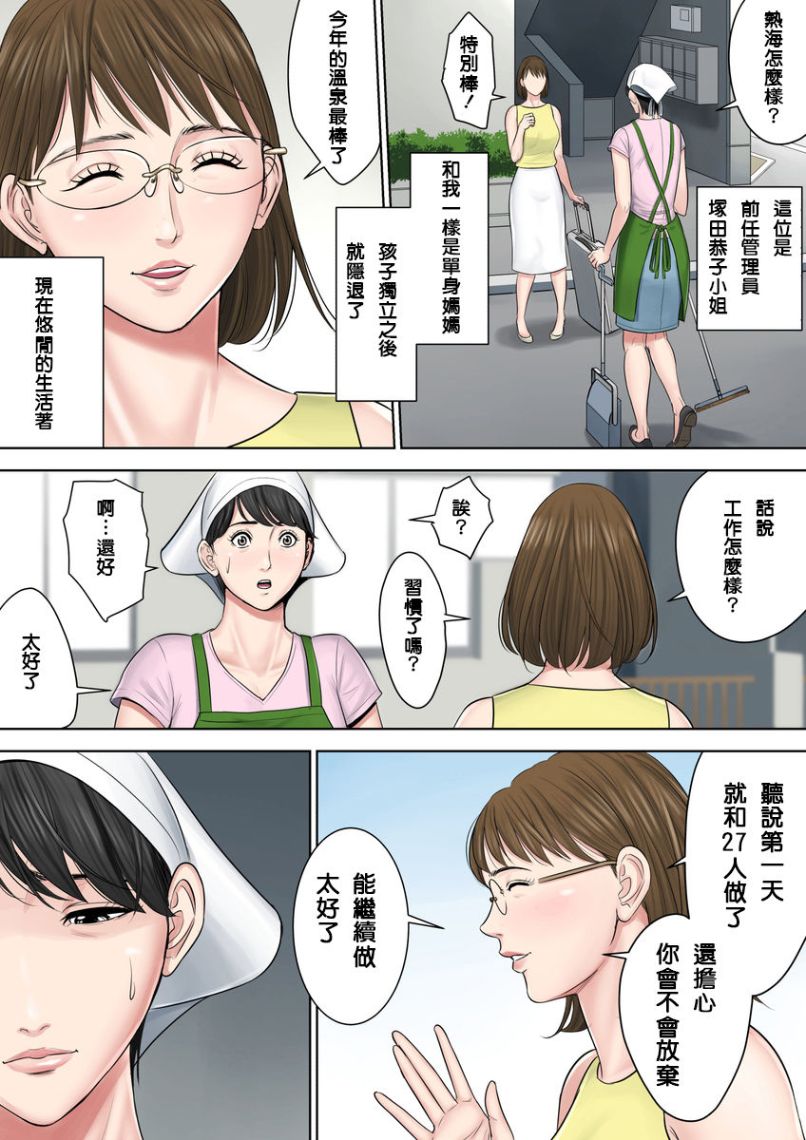 熱海怎麼樣？
特別棒！
這位是
前任管理員
塚田恭子小姐
和我一樣是單身媽媽
孩子獨立之後
就隱退了
今年的溫泉最棒了
現在悠閒的生活著
話說
工作怎麼樣？
誒？
習慣了嗎？
啊…還好
太好了
聽說第一天
就和27人做了
還擔心
你會不會放棄
能繼續做
太好了